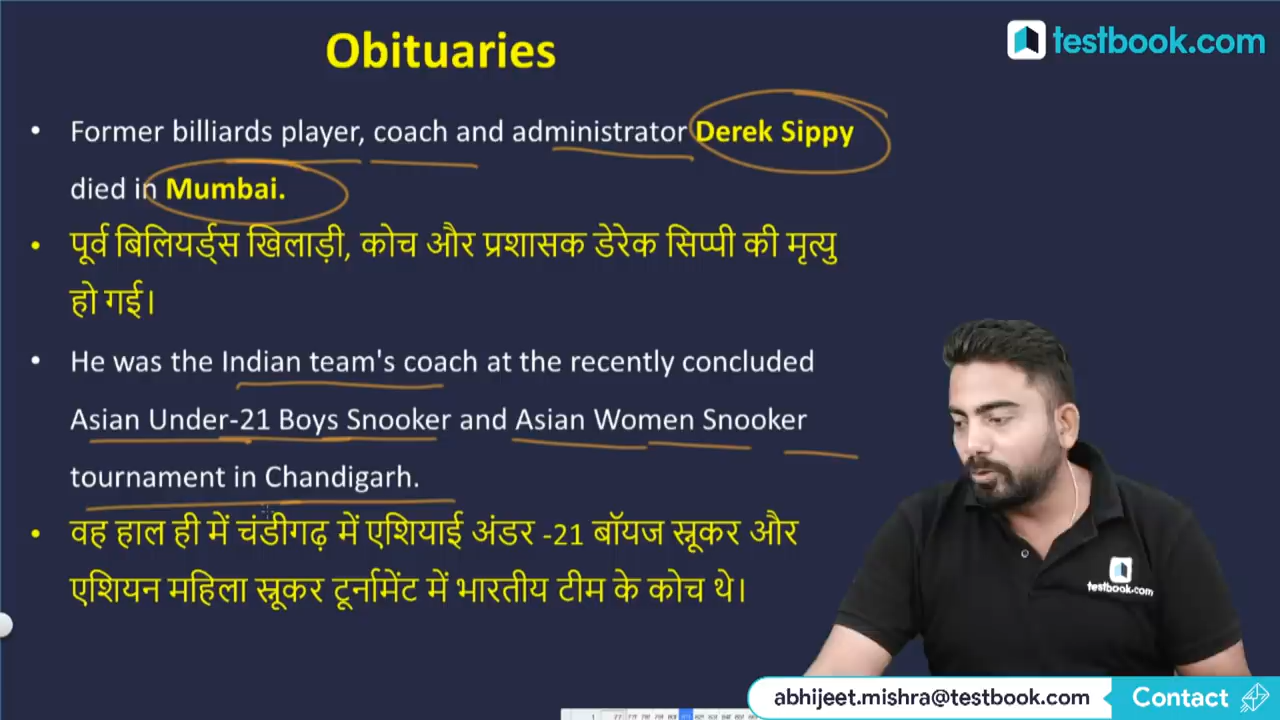 Obituaries
testbook.com
• Former billiards player, coach and administrator Derek Sippy
died in Mumbai.
• पूर्व बिलियर्ड्स खिलाड़ी, कोच और प्रशासक डेरेक सिप्पी की मृत्यु
हो गई।
• He was the Indian team's coach at the recently concluded
Asian Under-21 Boys Snooker and Asian Women Snooker
tournament in Chandigarh.
• वह हाल ही में चंडीगढ़ में एशियाई अंडर -21 बॉयज स्नूकर और
एशियन महिला स्नूकर टूर्नामेंट में भारतीय टीम के कोच थे।
testbook.com
abhijeet.mishra@testbook.com Contact